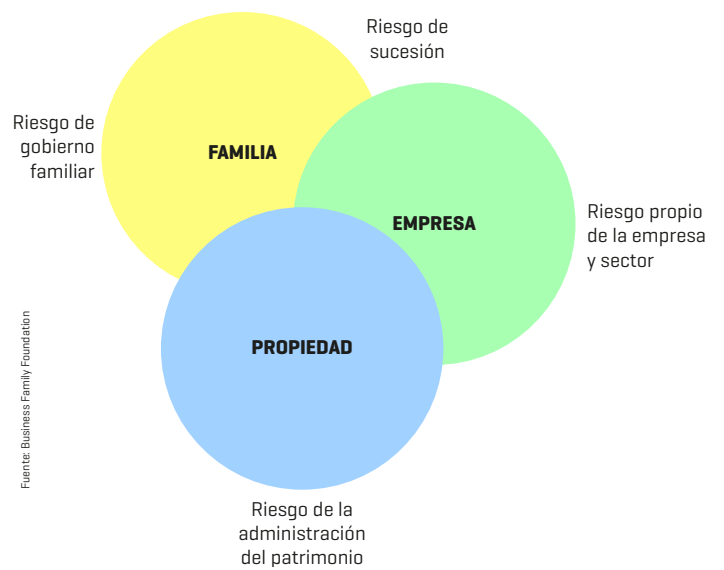 Riesgo de
sucesión
Riesgo de
gobierno
familiar
FAMILIA
EMPRESA
Riesgo propio
de la empresa
y sector
PROPIEDAD
Riesgo de la
administración
del patrimonio
Fuente: Business Family Foundation